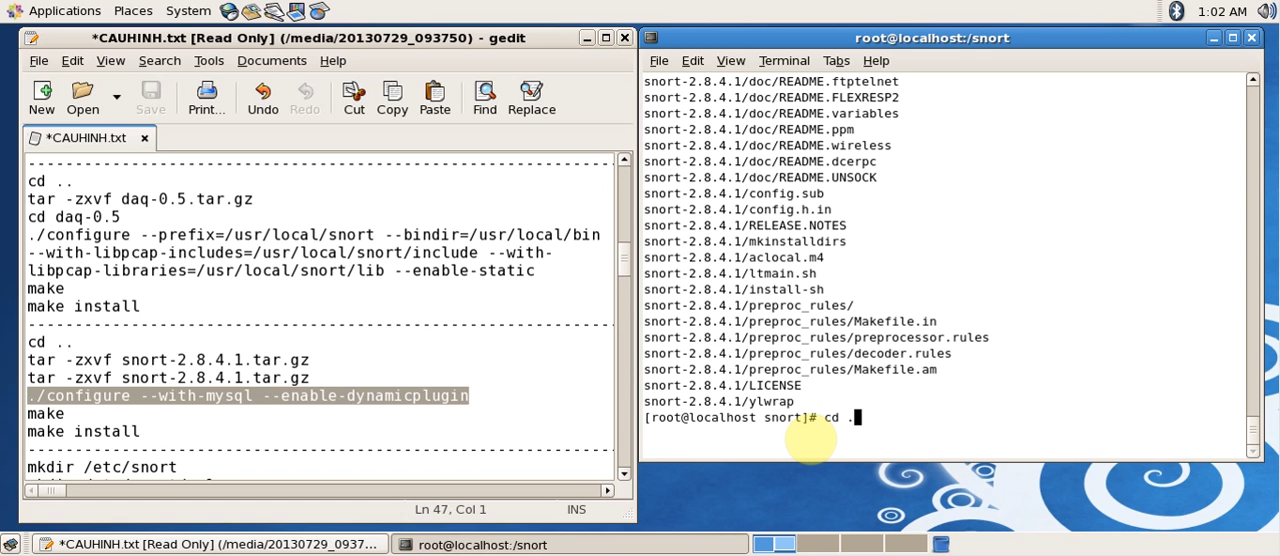 Applications Places System 1:02 AM
*CAUHINH.txt [Read Only] (/media/20130729_093750) - gedit
File Edit View Search Tools Documents Help
New Open Save Print... Undo Redo Cut Copy Paste Find Replace
*CAUHINH.txt x
--------------------------------------------------------------
cd ..
tar -zxvf daq-0.5.tar.gz
cd daq-0.5
./configure --prefix=/usr/local/snort --bindir=/usr/local/bin
--with-libpcap-includes=/usr/local/snort/include --with-
libpcap-libraries=/usr/local/snort/lib --enable-static
make
make install
--------------------------------------------------------------
cd ..
tar -zxvf snort-2.8.4.1.tar.gz
tar -zxvf snort-2.8.4.1.tar.gz
./configure --with-mysql --enable-dynamicplugin
make
make install
--------------------------------------------------------------
mkdir /etc/snort
Ln 47, Col 1 INS
root@localhost:/snort
File Edit View Terminal Tabs Help
snort-2.8.4.1/doc/README.ftptelnet
snort-2.8.4.1/doc/README.FLEXRESP2
snort-2.8.4.1/doc/README.variables
snort-2.8.4.1/doc/README.ppm
snort-2.8.4.1/doc/README.wireless
snort-2.8.4.1/doc/README.dcerpc
snort-2.8.4.1/doc/README.UNSOCK
snort-2.8.4.1/config.sub
snort-2.8.4.1/config.h.in
snort-2.8.4.1/RELEASE.NOTES
snort-2.8.4.1/mkinstalldirs
snort-2.8.4.1/aclocal.m4
snort-2.8.4.1/ltmain.sh
snort-2.8.4.1/install-sh
snort-2.8.4.1/preproc_rules/
snort-2.8.4.1/preproc_rules/Makefile.in
snort-2.8.4.1/preproc_rules/preprocessor.rules
snort-2.8.4.1/preproc_rules/decoder.rules
snort-2.8.4.1/preproc_rules/Makefile.am
snort-2.8.4.1/LICENSE
snort-2.8.4.1/ylwrap
[root@localhost snort]# cd .
*CAUHINH.txt [Read Only] (/media/20130729_0937...
root@localhost:/snort